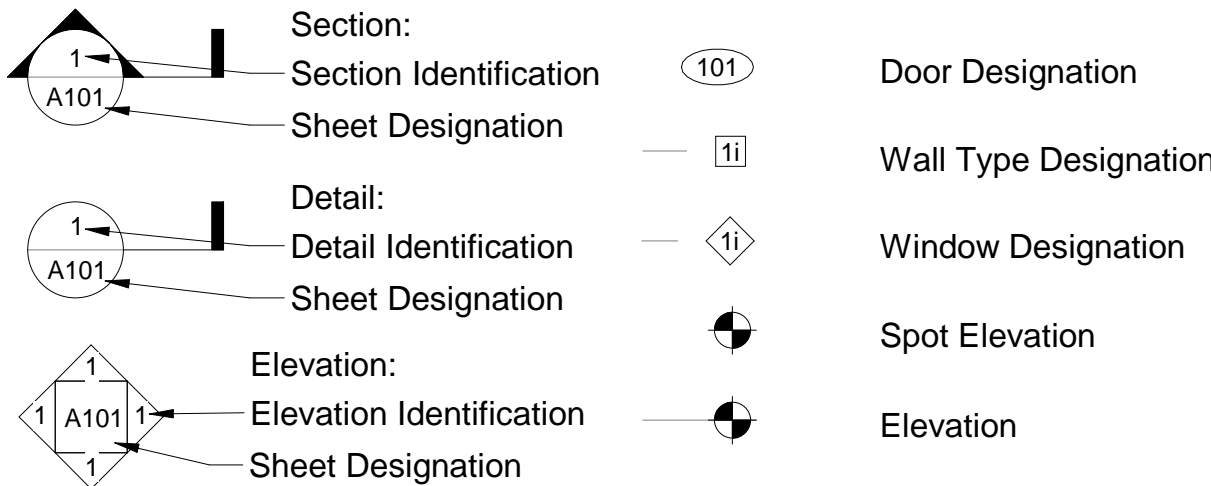 Section:
1
Section Identification
A101
Sheet Designation
Detail:
1
Detail Identification
A101
Sheet Designation
Elevation:
1
1
A101
1
Elevation Identification
1
Sheet Designation
101
Door Designation
1i
Wall Type Designation
1i
Window Designation
Spot Elevation
Elevation